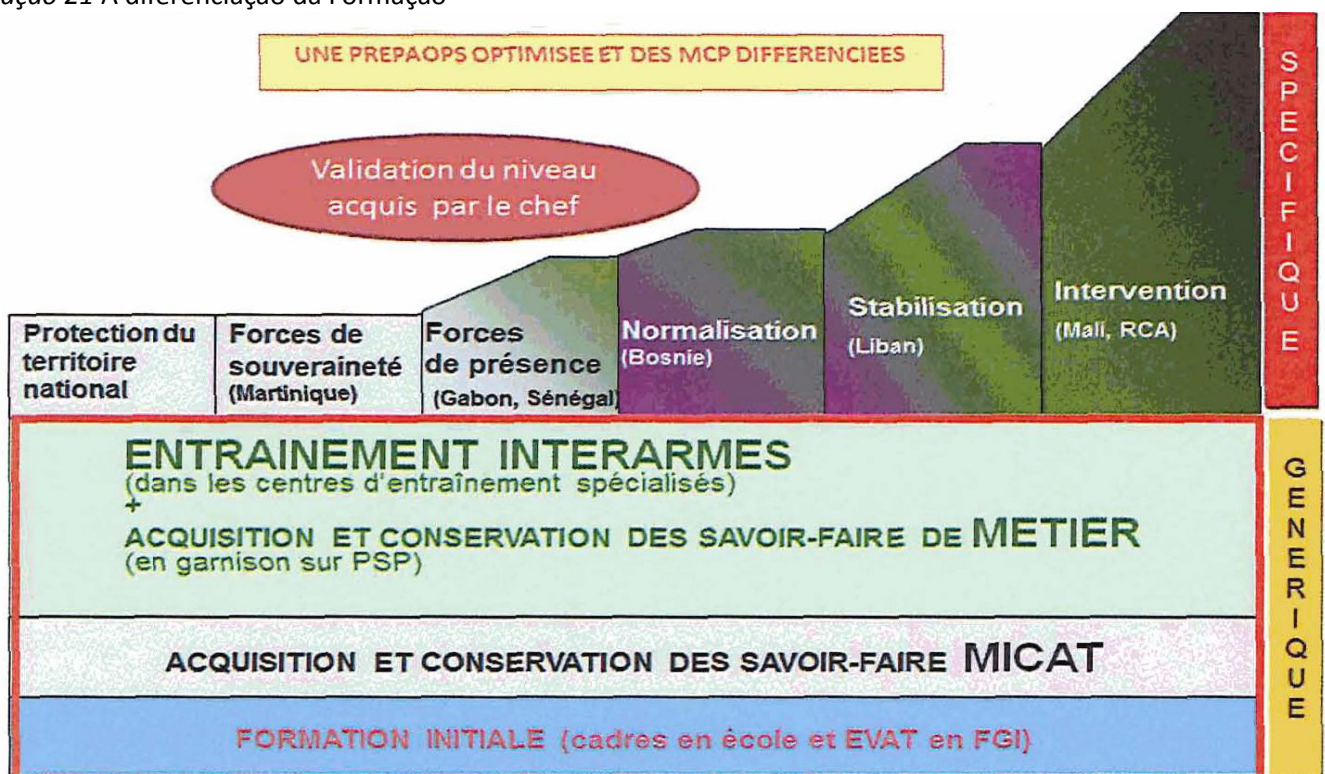 A diferenciação da Formação
UNE PREPAOPS OPTIMISEE ET DES MCP DIFFERENCIEES
Validation du niveau
acquis par le chef
Protection du
territoire
national
Forces de
souveraineté
(Martinique)
Forces
de présence
(Gabon, Sénégal)
Normalisation
(Bosnie)
Stabilisation
(Liban)
Intervention
(Mali, RCA)
SPECIFIQUE
ENTRAINEMENT INTERARMES
(dans les centres d'entraînement spécialisés)
+
ACQUISITION ET CONSERVATION DES SAVOIR-FAIRE DE METIER
(en garnison sur PSP)
ACQUISITION ET CONSERVATION DES SAVOIR-FAIRE MICAT
FORMATION INITIALE (cadres en école et EVAT en FGI)
GENERIQUE